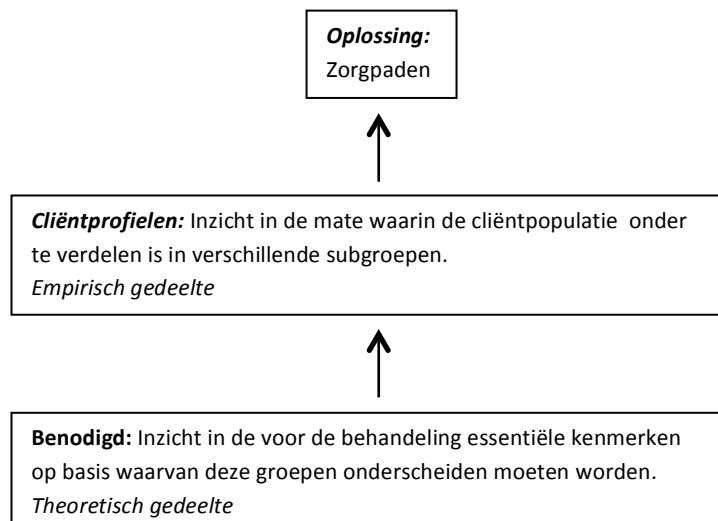 Oplossing:
Zorgpaden
Cliëntprofielen: Inzicht in de mate waarin de cliëntpopulatie onder
te verdelen is in verschillende subgroepen.
Empirisch gedeelte
Benodigd: Inzicht in de voor de behandeling essentiële kenmerken
op basis waarvan deze groepen onderscheiden moeten worden.
Theoretisch gedeelte